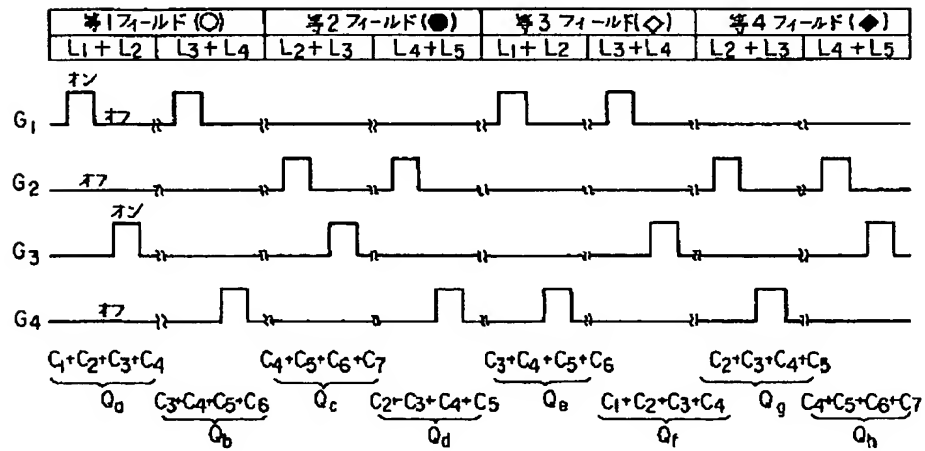 等1フィールド(○) 等2フィールド(●) 等3フィールド(◇) 等4フィールド(◆)
L1+L2 L3+L4 L2+L3 L4+L5 L1+L2 L3+L4 L2+L3 L4+L5
オン
G1 オフ
G2 オフ
オン
G3
G4 オフ
C1+C2+C3+C4 C4+C5+C6+C7 C3+C4+C5+C6 C2+C3+C4+C5
Qa C3+C4+C5+C6 Qc C2+C3+C4+C5 Qe C1+C2+C3+C4 Qg C4+C5+C6+C7
Qb Qd Qf Qh